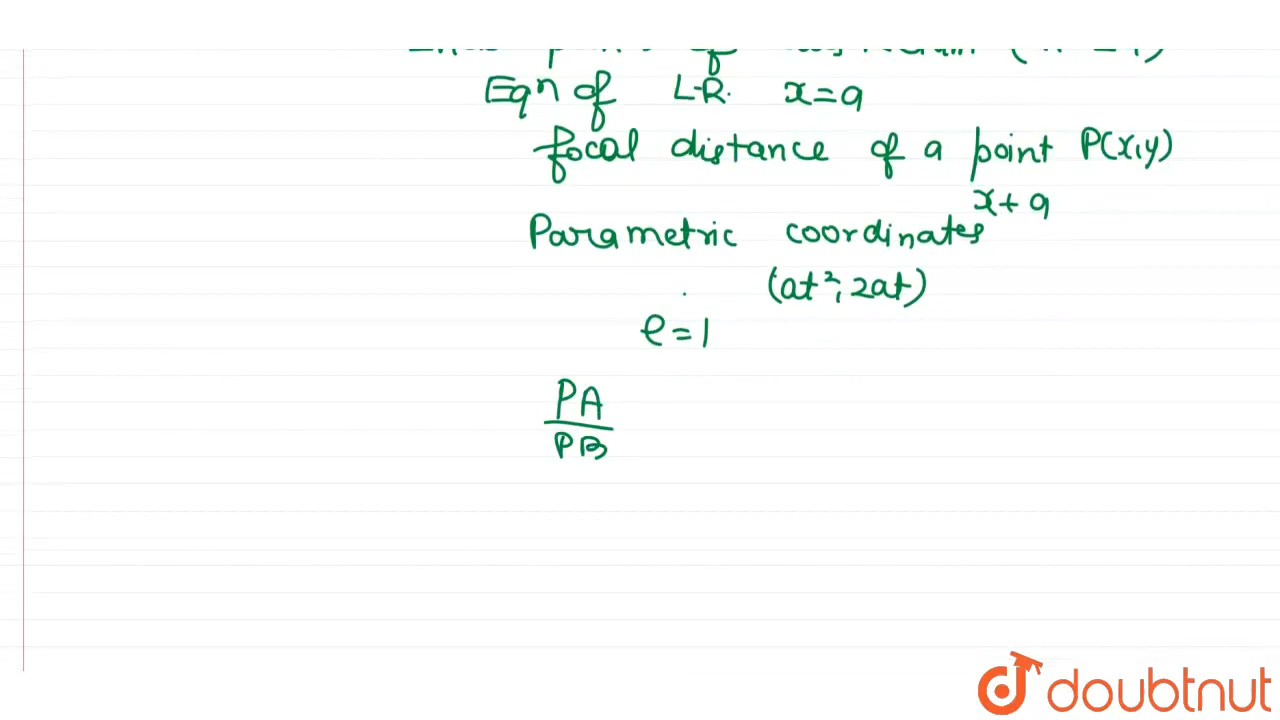 Eqn of L.R. x=a
focal distance of a point P(x,y)
x+a
Parametric coordinates
(at², 2at)
e=1
PA
PB
doubtnut